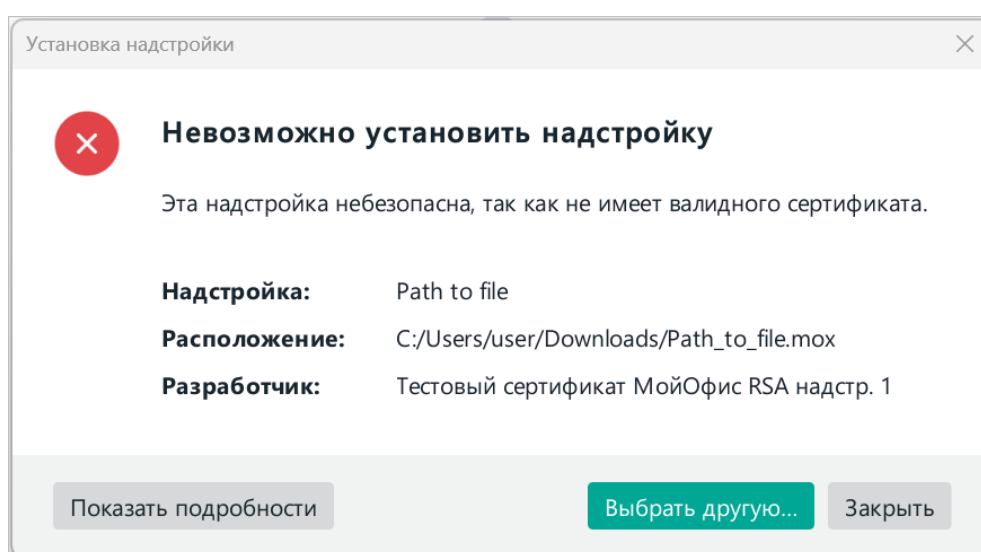 Установка надстройки
Невозможно установить надстройку
Эта надстройка небезопасна, так как не имеет валидного сертификата.
Надстройка: Path to file
Расположение: C:/Users/user/Downloads/Path_to_file.mox
Разработчик: Тестовый сертификат МойОфис RSA надстр. 1
Показать подробности Выбрать другую... Закрыть